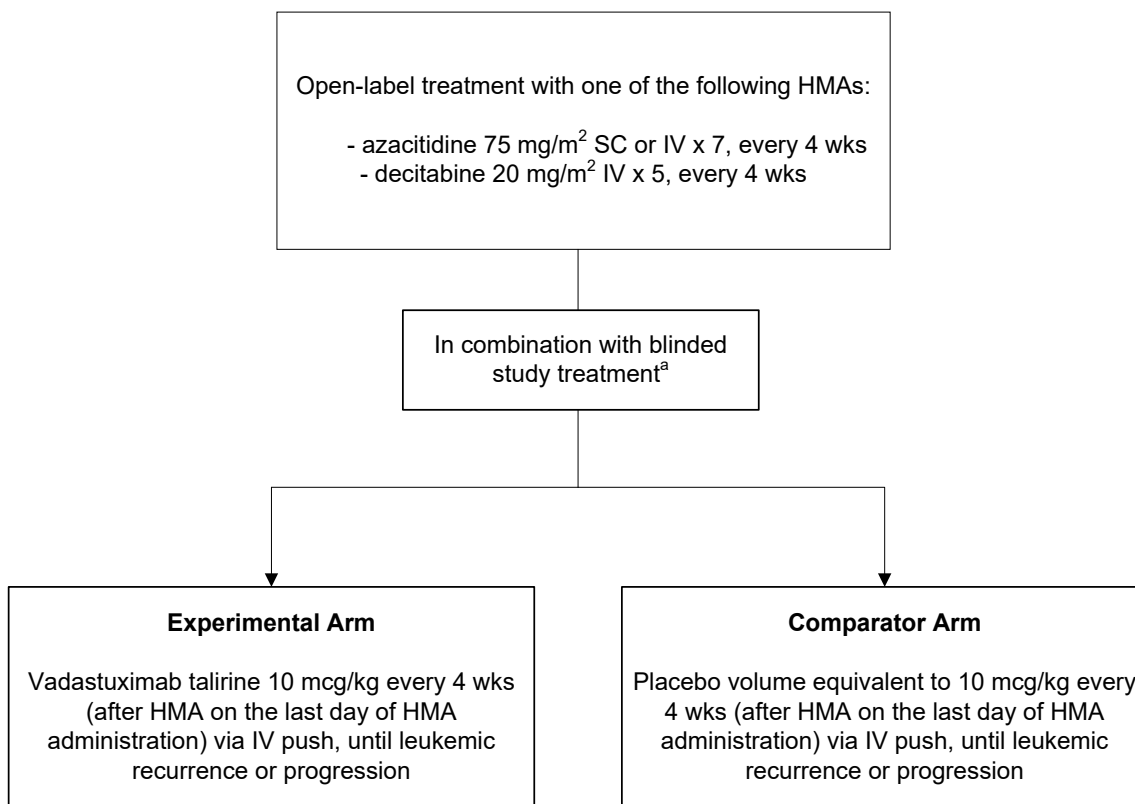 Open-label treatment with one of the following HMAs:
- azacitidine 75 mg/m² SC or IV x 7, every 4 wks
- decitabine 20 mg/m² IV x 5, every 4 wks
In combination with blinded
study treatmentᵃ
Experimental Arm
Vadastuximab talirine 10 mcg/kg every 4 wks
(after HMA on the last day of HMA
administration) via IV push, until leukemic
recurrence or progression
Comparator Arm
Placebo volume equivalent to 10 mcg/kg every
4 wks (after HMA on the last day of HMA
administration) via IV push, until leukemic
recurrence or progression